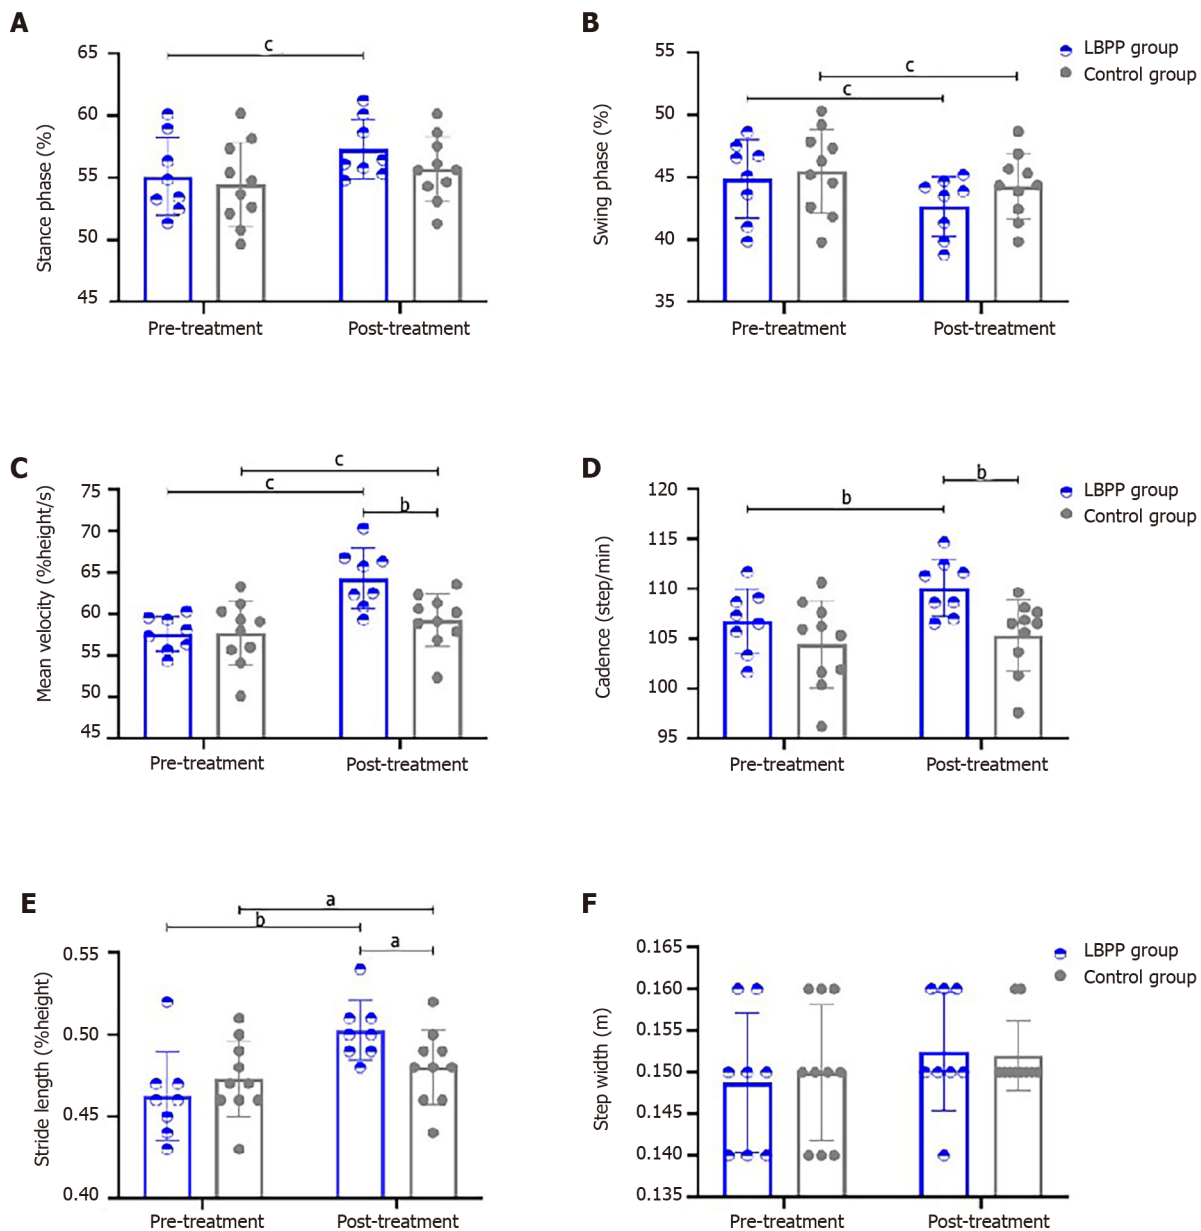 A
Stance phase (%)
65
60
55
50
45
c
Pre-treatment
Post-treatment
B
Swing phase (%)
55
50
45
40
35
c
c
Pre-treatment
Post-treatment
LBPP group
Control group
C
Mean velocity (%height/s)
75
70
65
60
55
50
45
c
c
b
Pre-treatment
Post-treatment
D
Cadence (step/min)
120
115
110
105
100
95
b
b
Pre-treatment
Post-treatment
LBPP group
Control group
E
Stride length (%height)
0.55
0.50
0.45
0.40
a
b
a
Pre-treatment
Post-treatment
F
Step width (m)
0.165
0.160
0.155
0.150
0.145
0.140
0.135
Pre-treatment
Post-treatment
LBPP group
Control group